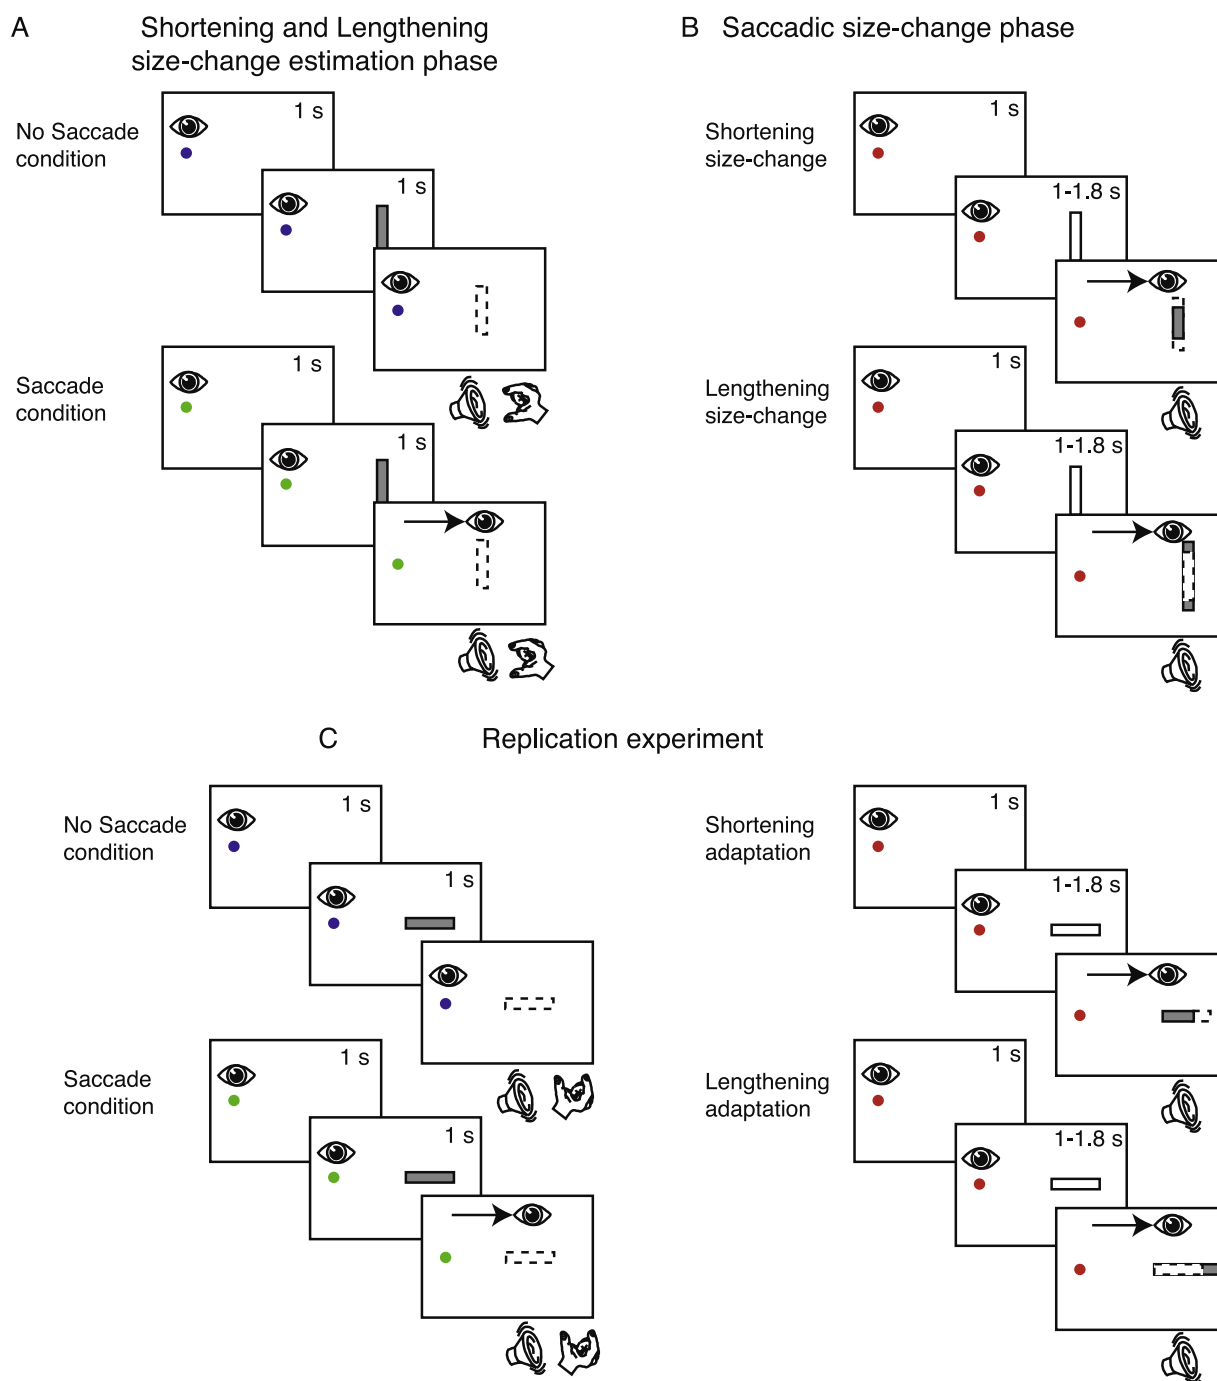 A
Shortening and Lengthening
size-change estimation phase
No Saccade
condition
1 s
1 s
Saccade
condition
1 s
1 s
B
Saccadic size-change phase
Shortening
size-change
1 s
1-1.8 s
Lengthening
size-change
1 s
1-1.8 s
C
Replication experiment
No Saccade
condition
1 s
1 s
Saccade
condition
1 s
1 s
Shortening
adaptation
1 s
1-1.8 s
Lengthening
adaptation
1 s
1-1.8 s